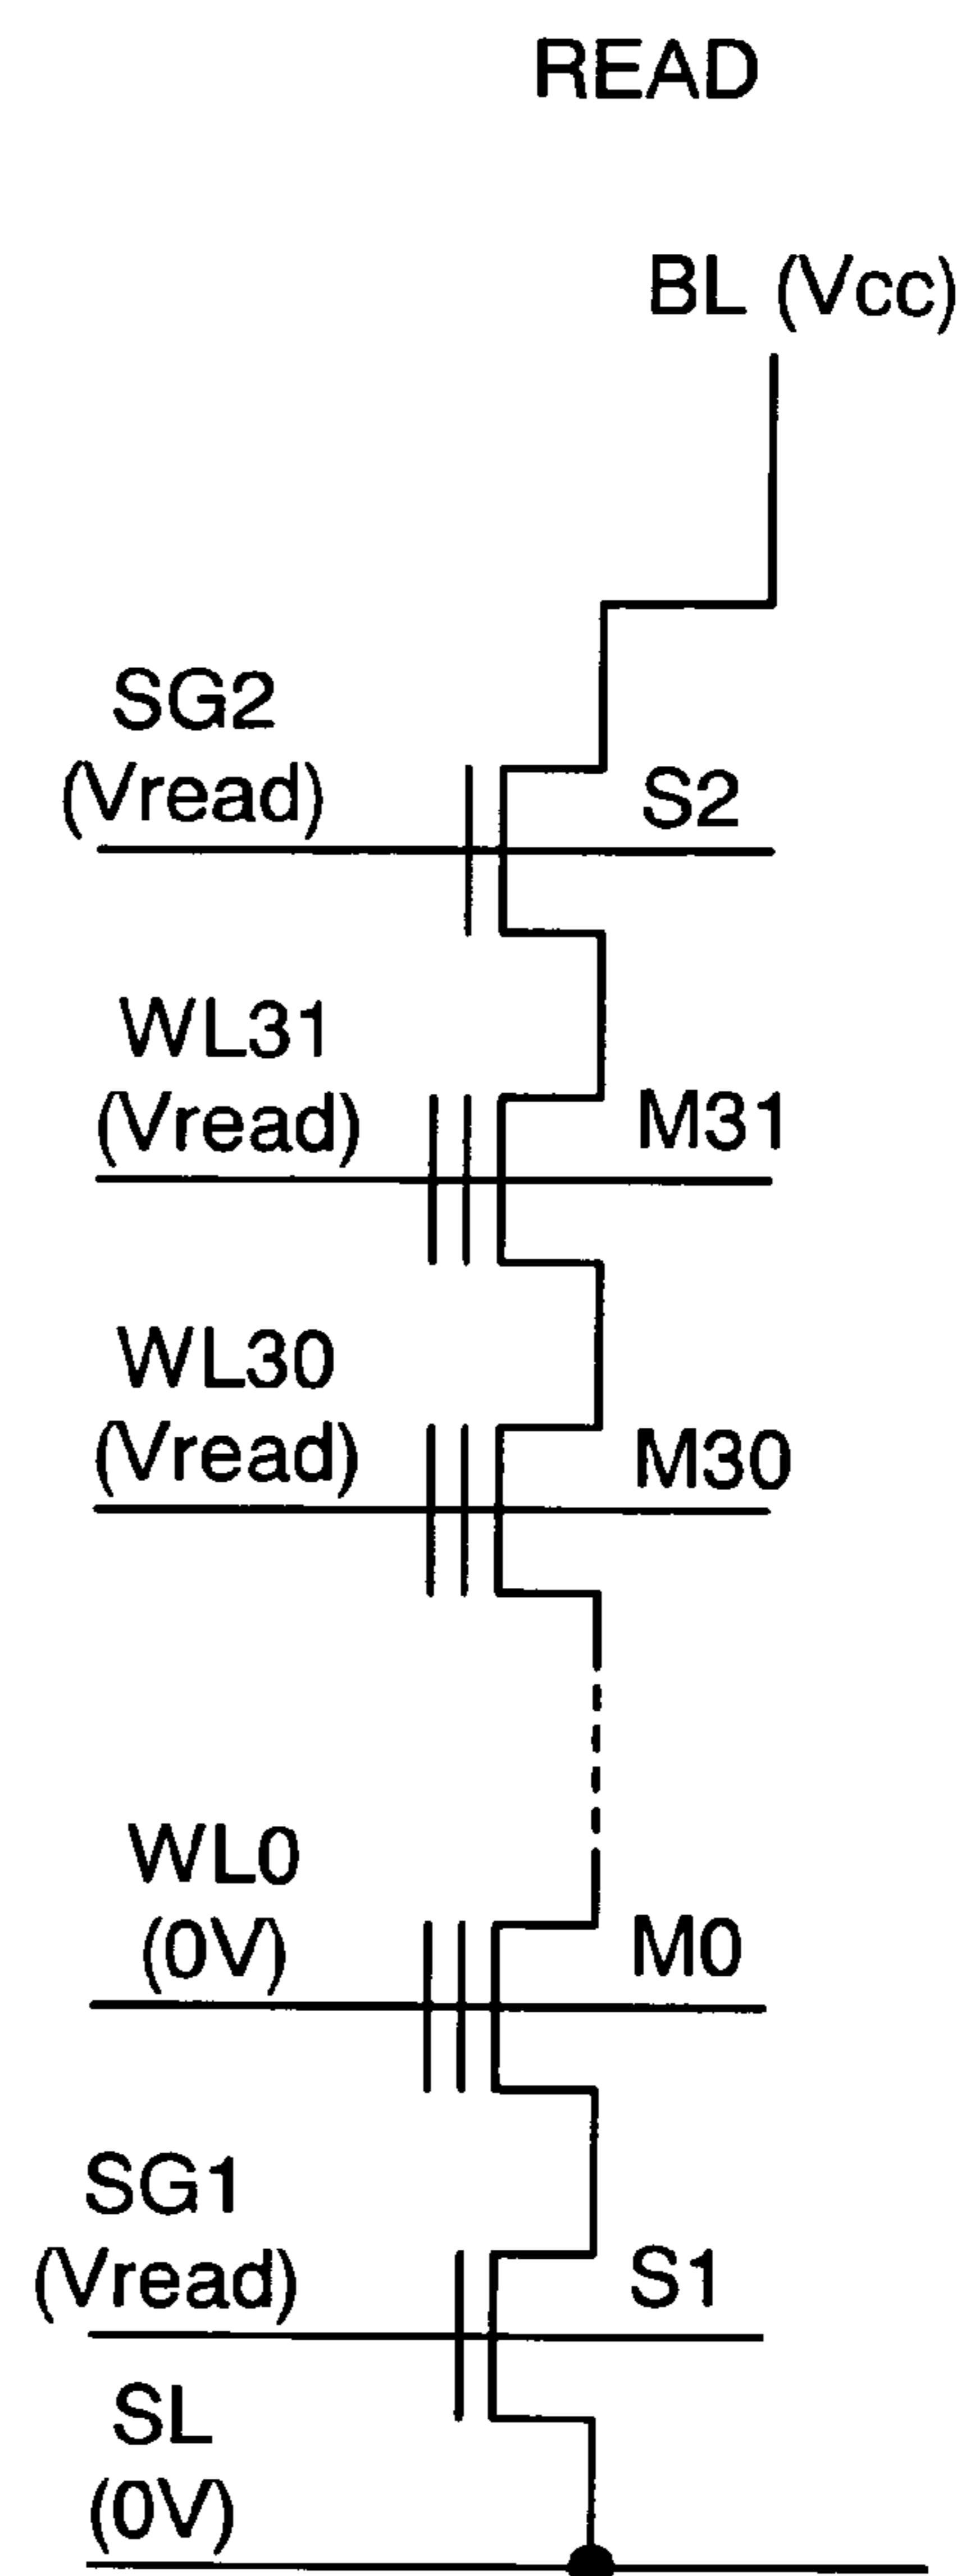 READ
BL (Vcc)
SG2
(Vread)
S2
WL31
(Vread)
M31
WL30
(Vread)
M30
WL0
(0V)
M0
SG1
(Vread)
S1
SL
(0V)